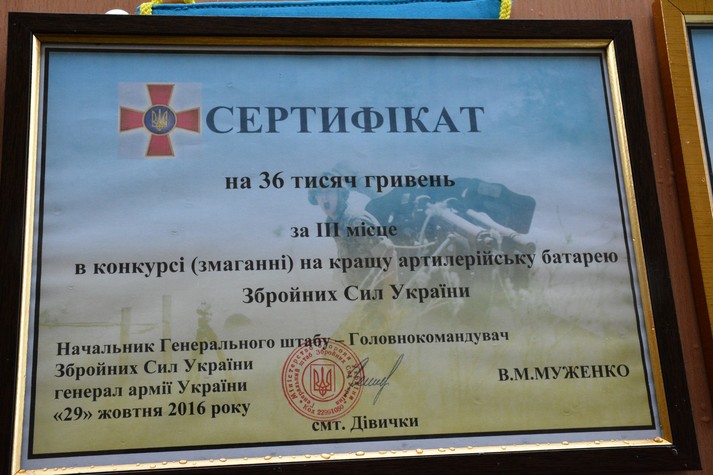 СЕРТИФІКАТ
на 36 тисяч гривень
за ІІІ місце
в конкурсі (змаганні) на кращу артилерійську батарею
Збройних Сил України
Начальник Генерального штабу – Головнокомандувач
Збройних Сил України
генерал армії України
«29» жовтня 2016 року
В.М.МУЖЕНКО
смт. Дівички